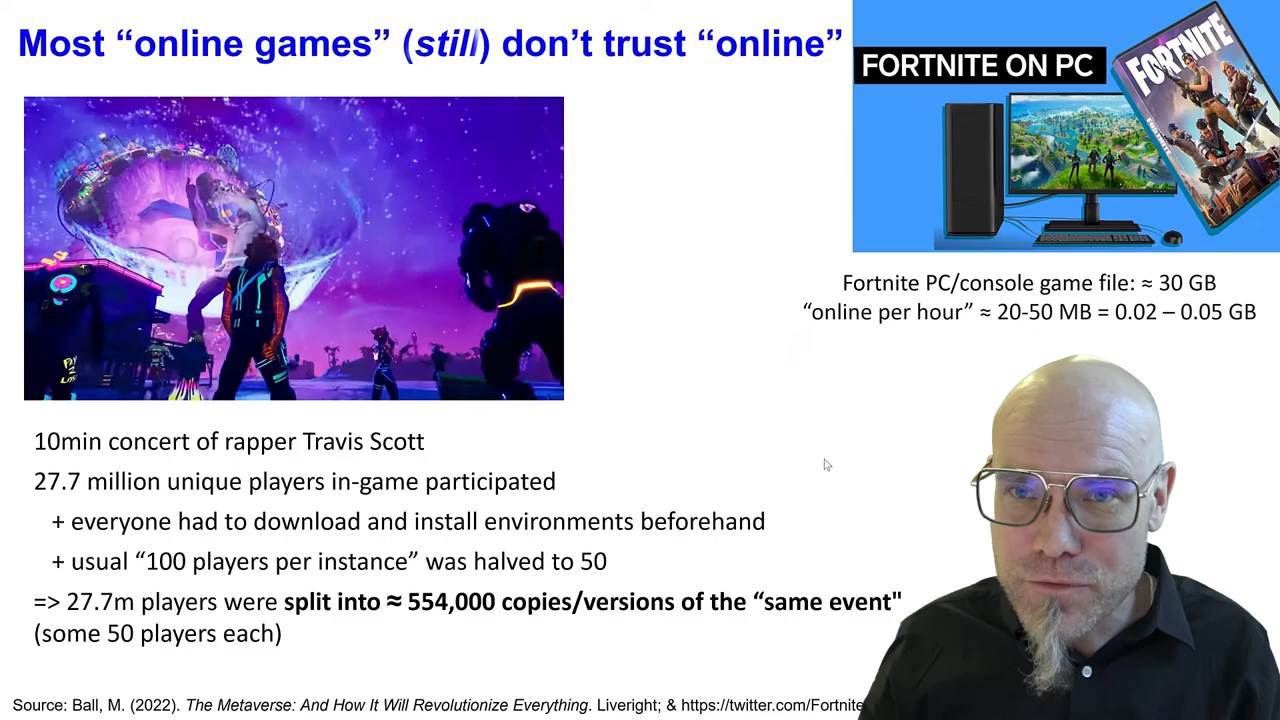 Most “online games” (still) don’t trust “online”
FORTNITE ON PC
FORTNITE
Fortnite PC/console game file: ≈ 30 GB
“online per hour” ≈ 20-50 MB = 0.02 – 0.05 GB
10min concert of rapper Travis Scott
27.7 million unique players in-game participated
+ everyone had to download and install environments beforehand
+ usual “100 players per instance” was halved to 50
=> 27.7m players were split into ≈ 554,000 copies/versions of the “same event"
(some 50 players each)
Source: Ball, M. (2022). The Metaverse: And How It Will Revolutionize Everything. Liveright; & https://twitter.com/Fortnite